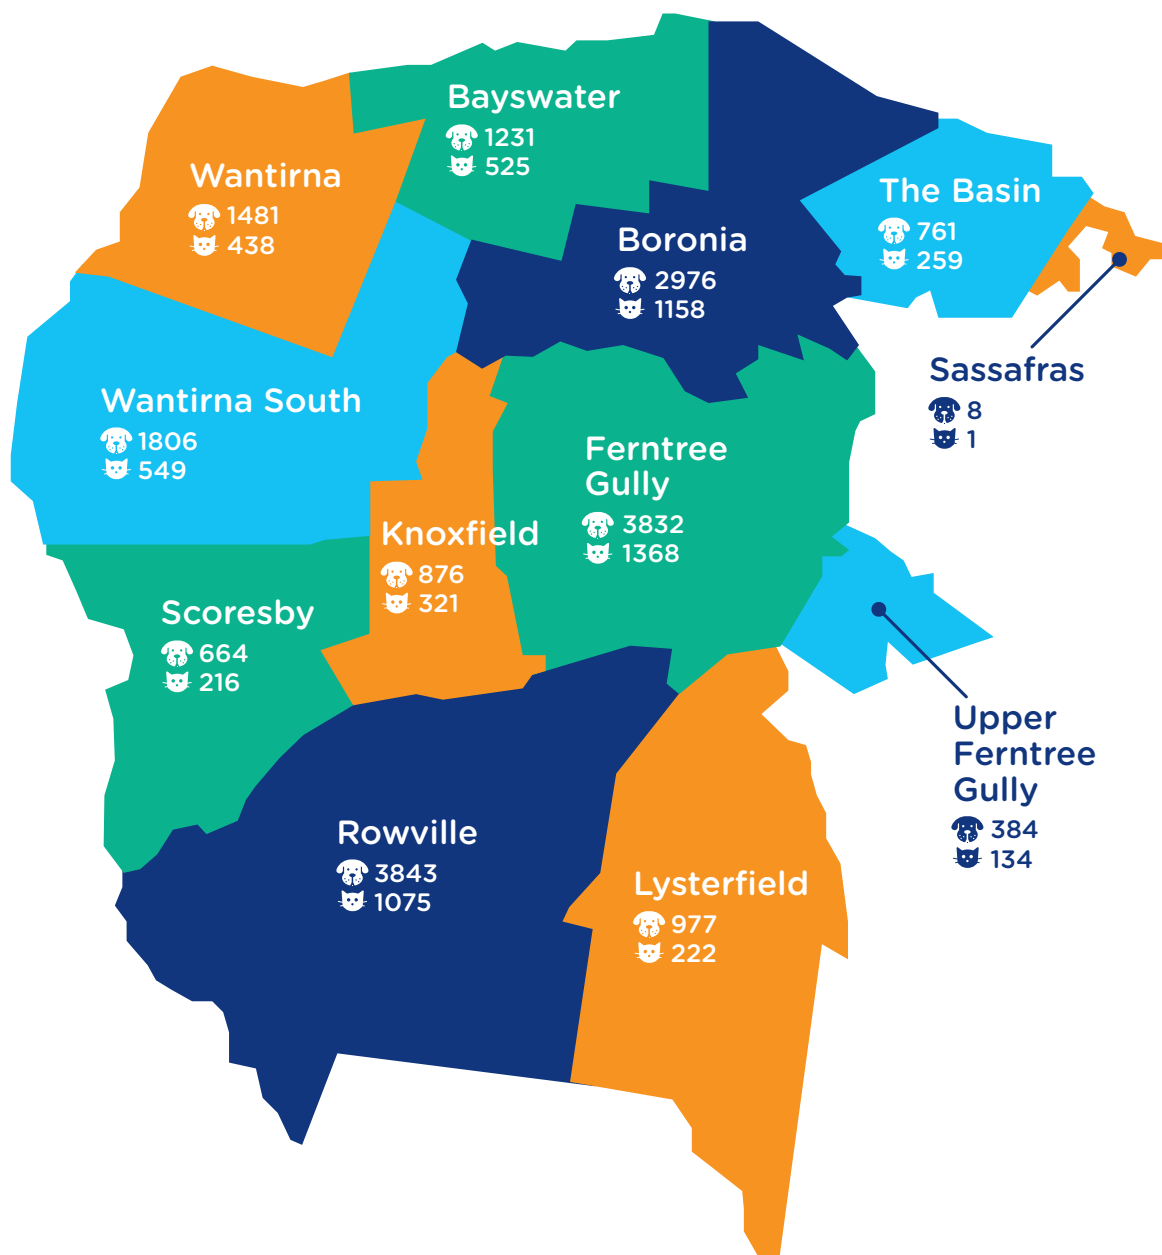 Bayswater
1231
525
Wantirna
1481
438
The Basin
761
259
Boronia
2976
1158
Sassafras
8
1
Wantirna South
1806
549
Ferntree
Gully
3832
1368
Knoxfield
876
321
Scoresby
664
216
Upper
Ferntree
Gully
384
134
Rowville
3843
1075
Lysterfield
977
222